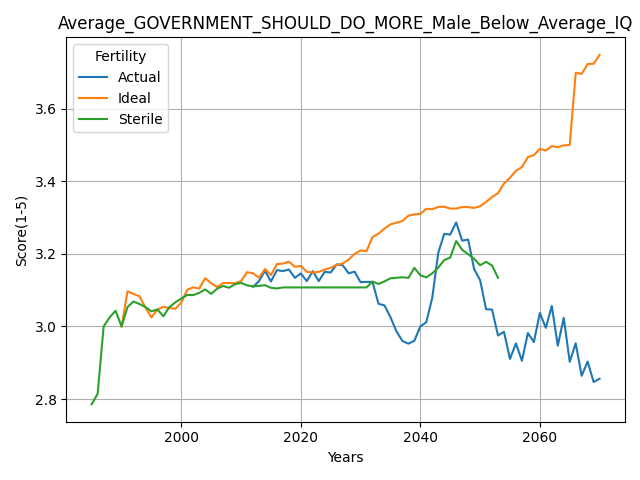 Average_GOVERNMENT_SHOULD_DO_MORE_Male_Below_Average_IQ
Fertility
Actual
Ideal
Sterile
Score(1-5)
3.6
3.4
3.2
3.0
2.8
2000
2020
2040
2060
Years